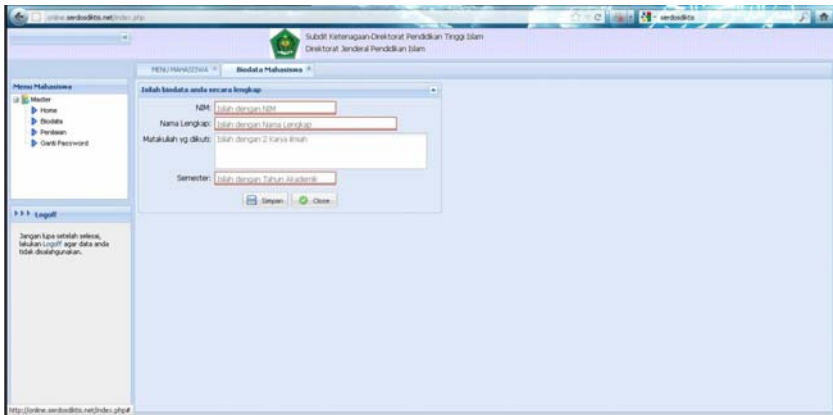 online.serdosdiktis.net/index.php
serdosdiktis
Subdit Ketenagaan-Direktorat Pendidikan Tinggi Islam
Direktorat Jenderal Pendidikan Islam
MENU MAHASISWA
Biodata Mahasiswa
Menu Mahasiswa
Master
Home
Biodata
Penilaian
Ganti Password
Isilah biodata anda secara lengkap
NIM: Isilah dengan NIM
Nama Lengkap: Isilah dengan Nama Lengkap
Matakuliah yg diikuti: Isilah dengan 2 Karya Ilmiah
Semester: Isilah dengan Tahun Akademik
Simpan
Close
Logoff
Jangan lupa setelah selesai,
lakukan Logoff agar data anda
tidak disalahgunakan.
http://online.serdosdiktis.net/index.php#